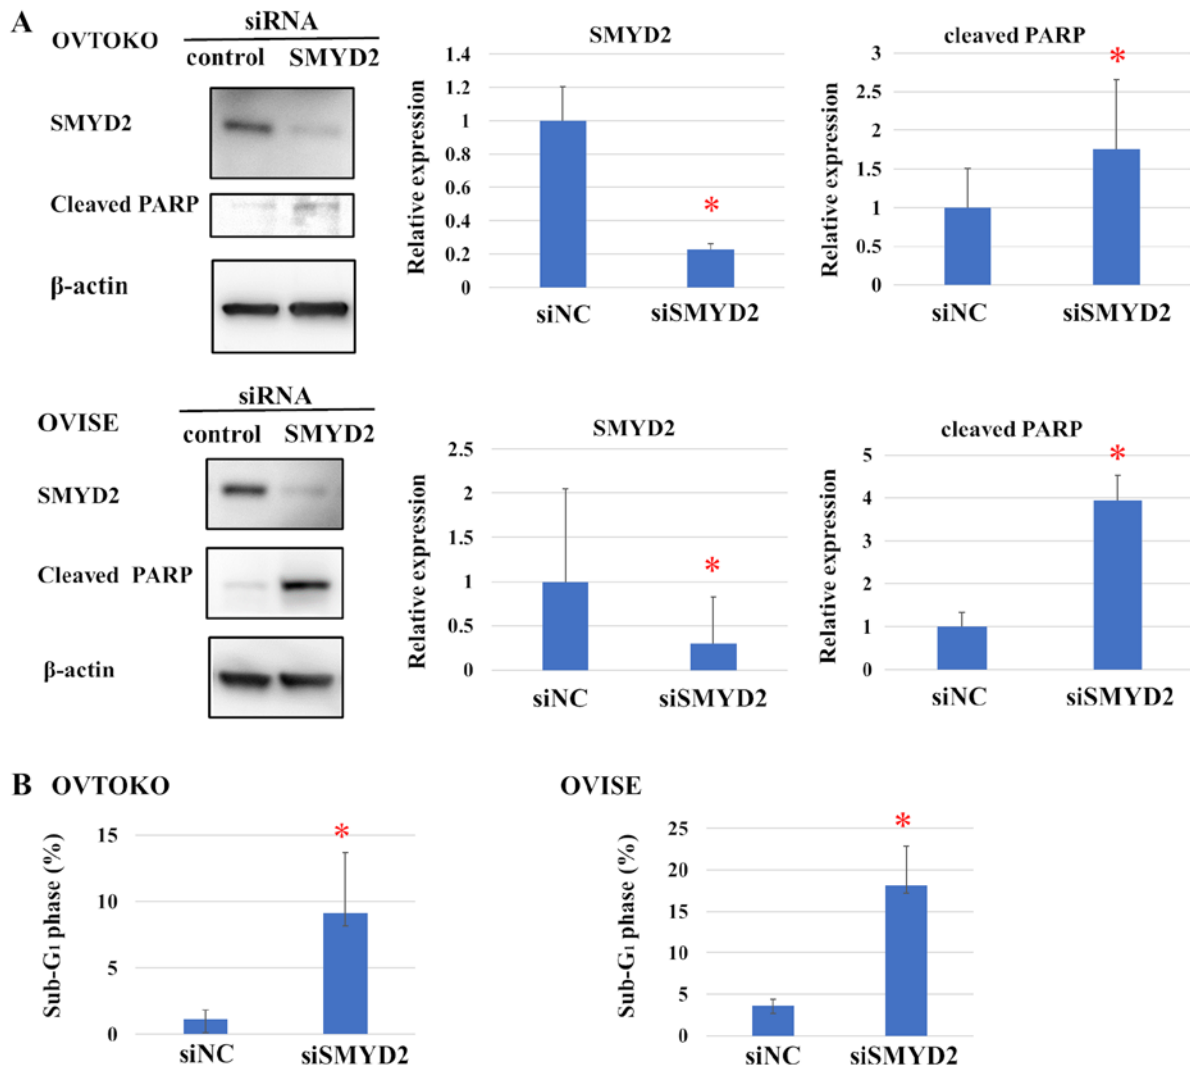 A
OVTOKO
siRNA
control SMYD2
SMYD2
Cleaved PARP
β-actin
SMYD2
Relative expression
1.4
1.2
1
0.8
0.6
0.4
0.2
0
*
siNC siSMYD2
cleaved PARP
Relative expression
3
2.5
2
1.5
1
0.5
0
*
siNC siSMYD2
OVISE
siRNA
control SMYD2
SMYD2
Cleaved PARP
β-actin
SMYD2
Relative expression
2.5
2
1.5
1
0.5
0
*
siNC siSMYD2
cleaved PARP
Relative expression
5
4
3
2
1
0
*
siNC siSMYD2
B OVTOKO
Sub-G1 phase (%)
15
10
5
0
*
siNC siSMYD2
OVISE
Sub-G1 phase (%)
25
20
15
10
5
0
*
siNC siSMYD2